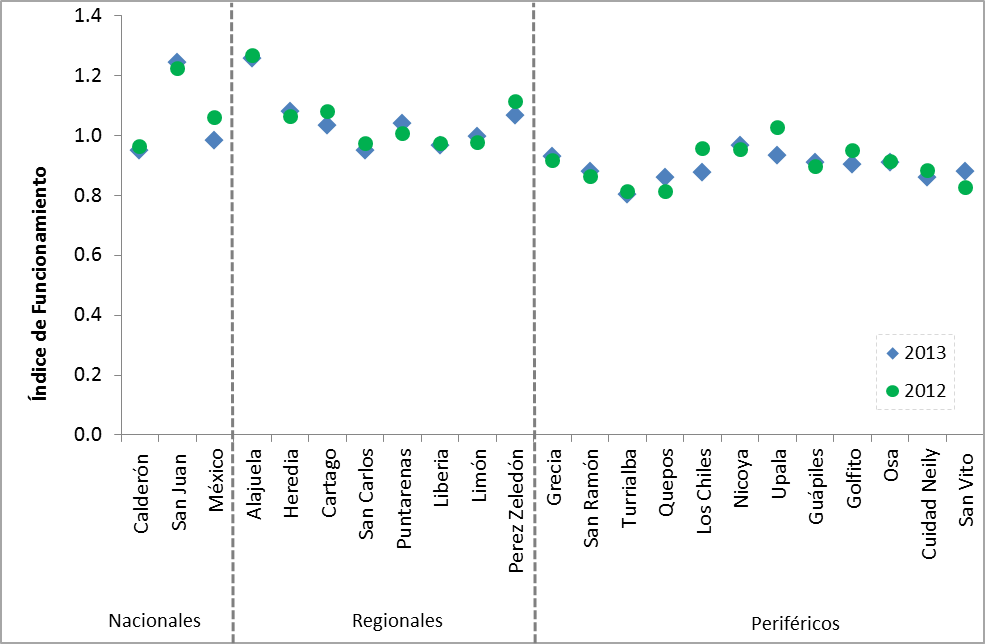 Índice de Funcionamiento
1.4
1.2
1.0
0.8
0.6
0.4
0.2
0.0
2013
2012
Calderón
San Juan
México
Alajuela
Heredia
Cartago
San Carlos
Puntarenas
Liberia
Limón
Perez Zeledón
Grecia
San Ramón
Turrialba
Quepos
Los Chiles
Nicoya
Upala
Guápiles
Golfito
Osa
Cuidad Neily
San Vito
Nacionales
Regionales
Periféricos